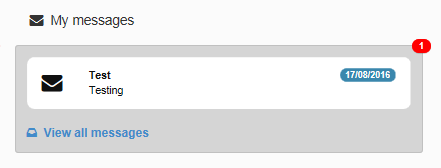 My messages
1
Test
17/08/2016
Testing
View all messages